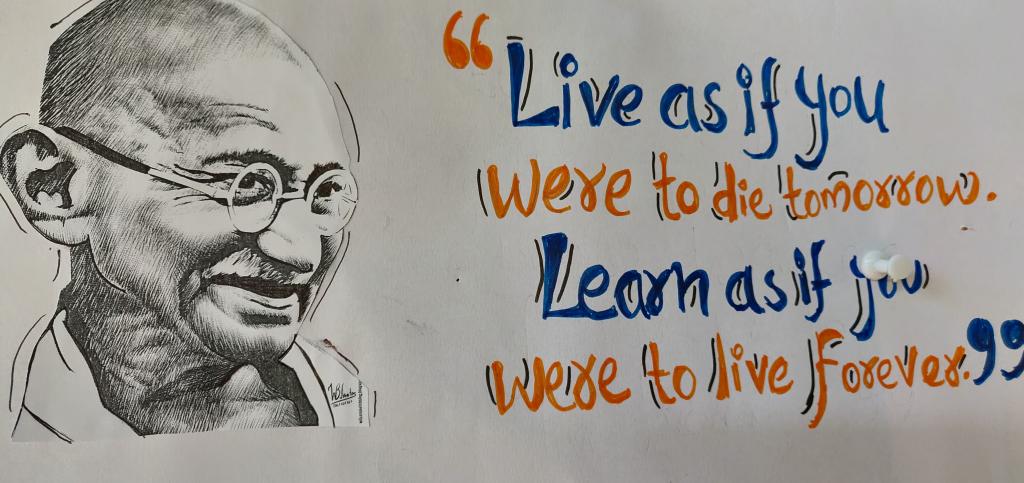 “Live as if you
were to die tomorrow.
Learn as if you
were to live forever.”